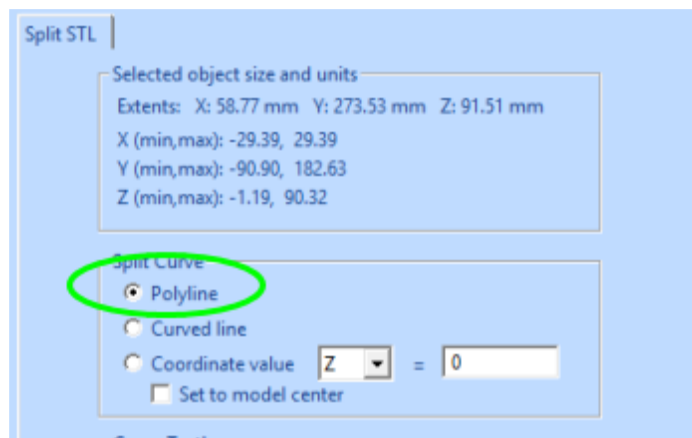 Split STL
Selected object size and units
Extents: X: 58.77 mm Y: 273.53 mm Z: 91.51 mm
X (min,max): -29.39, 29.39
Y (min,max): -90.90, 182.63
Z (min,max): -1.19, 90.32
Split Curve
Polyline
Curved line
Coordinate value Z = 0
Set to model center